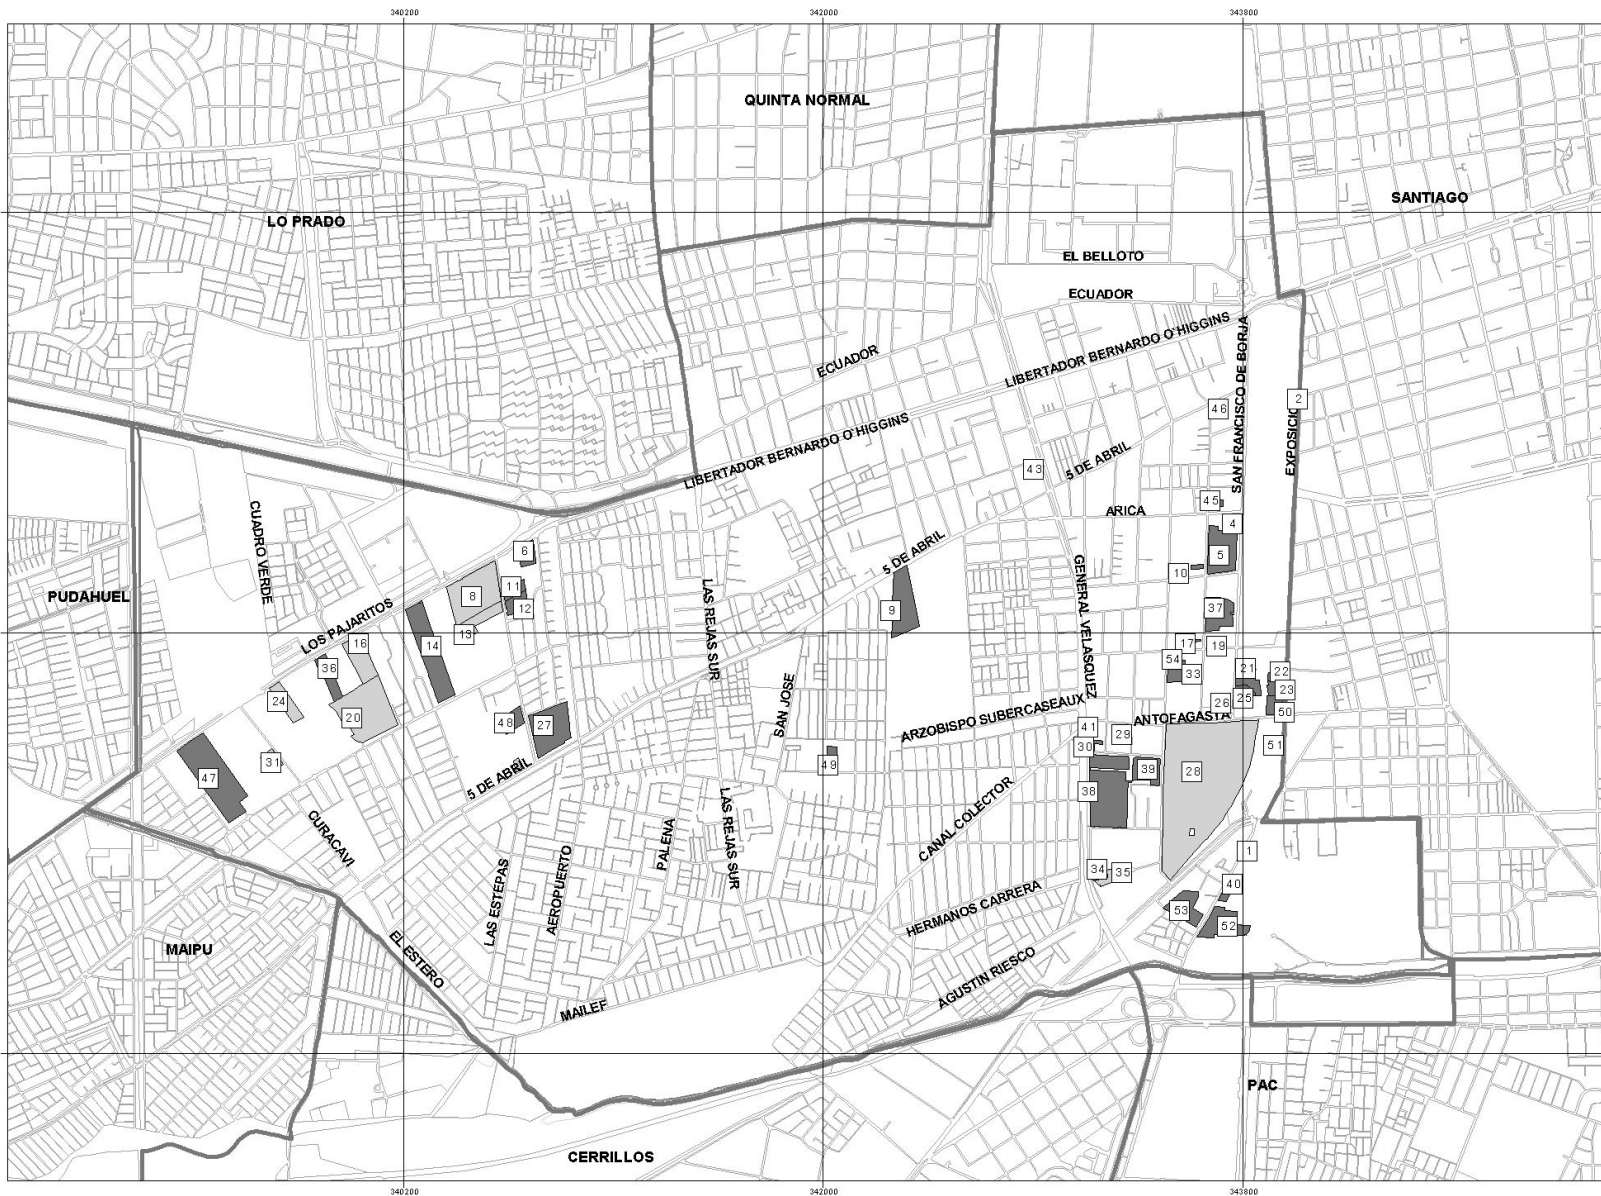 340200
342000
343800
QUINTA NORMAL
SANTIAGO
LO PRADO
EL BELLOTO
ECUADOR
LIBERTADOR BERNARDO O'HIGGINS
ECUADOR
SAN FRANCISCO DE BORJA
2
46
LIBERTADOR BERNARDO O'HIGGINS
EXPOSICIO
5 DE ABRIL
43
45
ARICA
4
CUADRO VERDE
5 DE ABRIL
6
5
GENERAL VELASQUEZ
10
11
8
PUDAHUEL
LAS REJAS SUR
12
9
37
LOS PAJARITOS
13
16
14
17
19
54
36
33
21
22
23
24
SAN JOSE
ARZOBISPO SUBERCASEAUX
26
25
50
20
48
27
ANTOFAGASTA
41
29
30
51
31
49
39
28
47
5 DE ABRIL
38
CURACAVI
CANAL COLECTOR
LAS REJAS SUR
PALENA
1
AEROPUERTO
LAS ESTEPAS
34
35
40
HERMANOS CARRERA
53
52
MAIPU
EL ESTERO
AGUSTIN RIESCO
MAILEF
PAC
CERRILLOS
340200
342000
343800